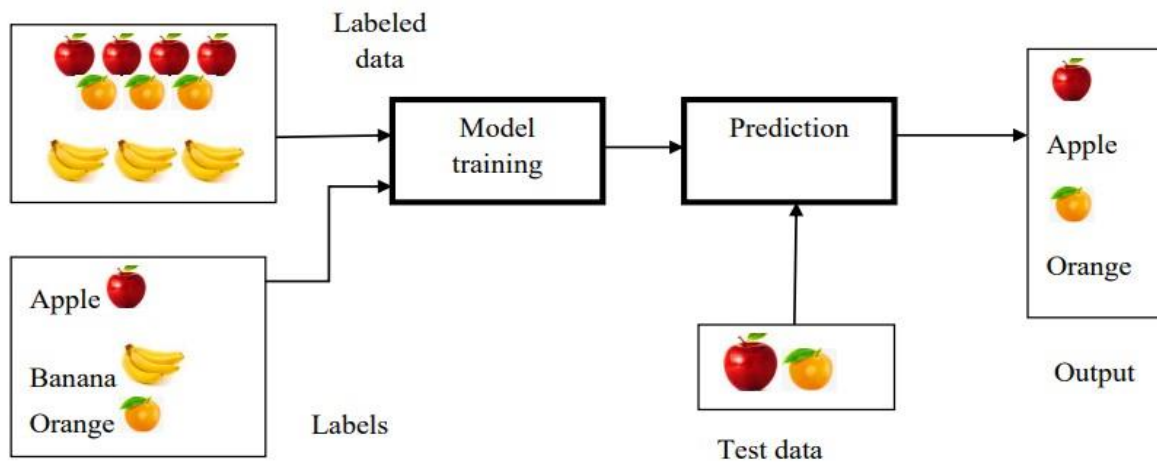 Labeled
data
Model
training
Prediction
Apple
Orange
Apple
Banana
Orange
Labels
Test data
Output